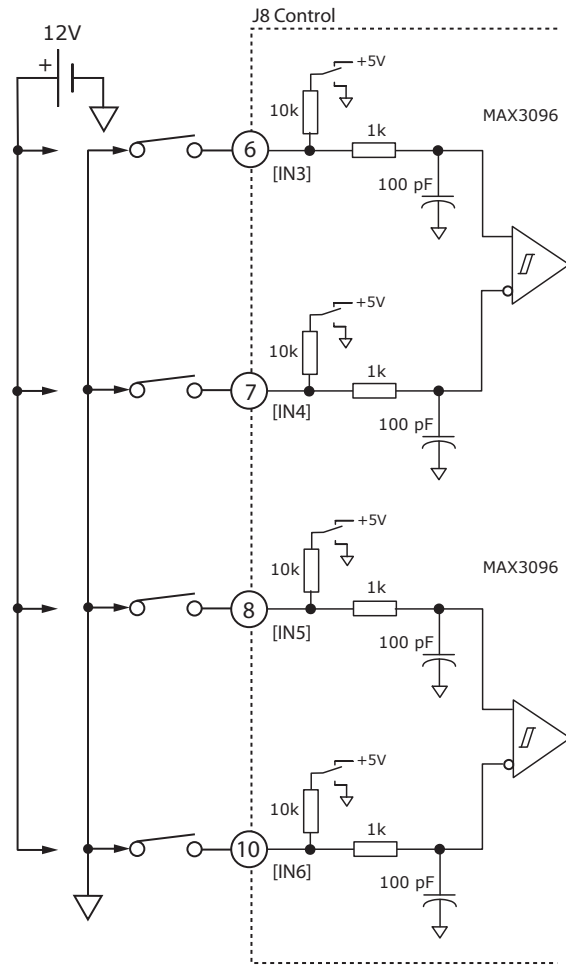 J8 Control
12V
+
+5V
10k
1k
MAX3096
6
[IN3]
100 pF
+5V
10k
1k
7
[IN4]
100 pF
+5V
10k
1k
MAX3096
8
[IN5]
100 pF
+5V
10k
1k
10
[IN6]
100 pF